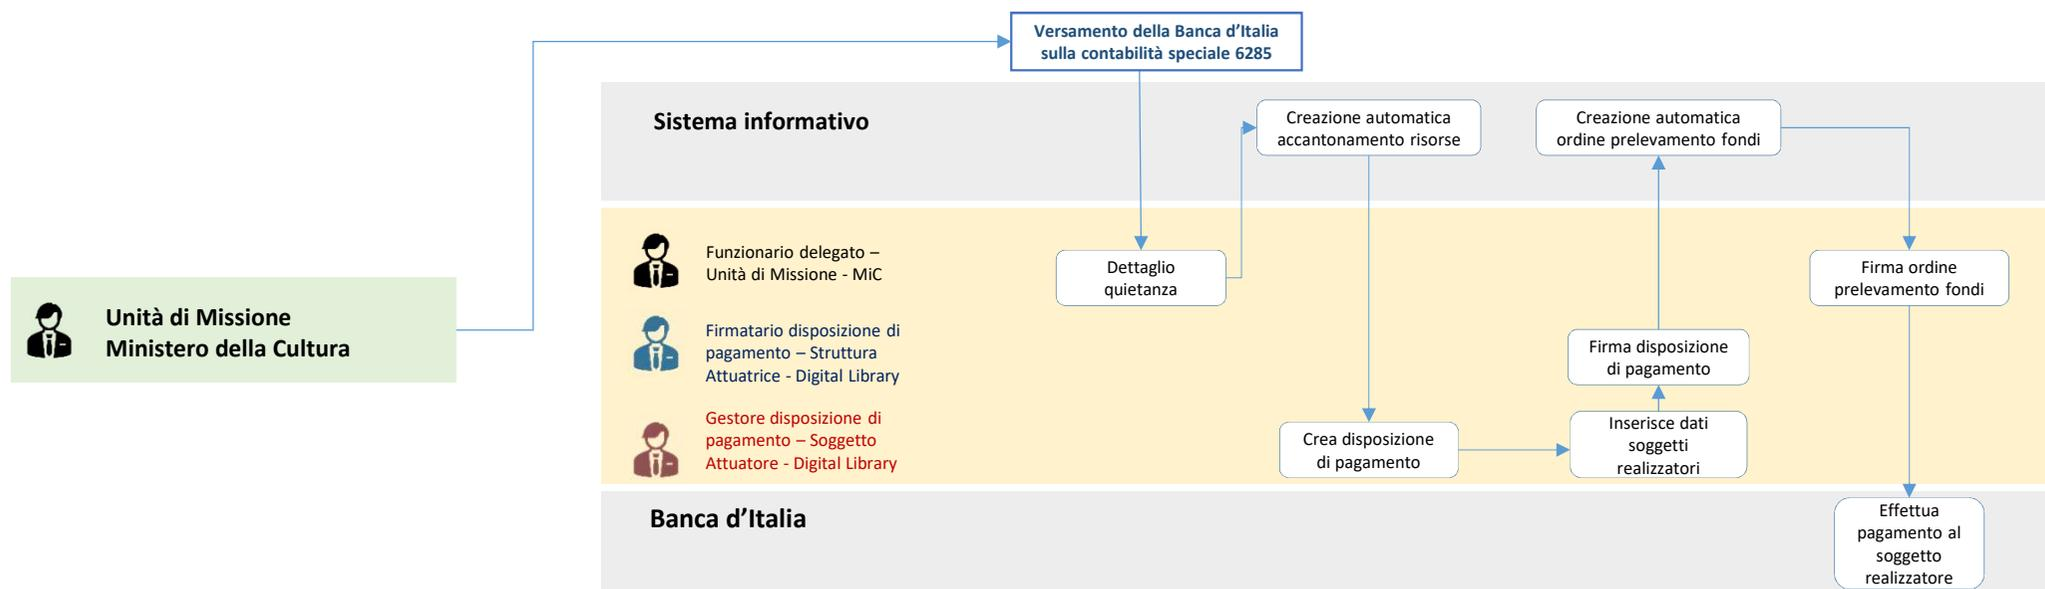 Versamento della Banca d’Italia
sulla contabilità speciale 6285
Sistema informativo
Creazione automatica
accantonamento risorse
Creazione automatica
ordine prelevamento fondi
Unità di Missione
Ministero della Cultura
Funzionario delegato –
Unità di Missione - MiC
Dettaglio
quietanza
Firma ordine
prelevamento fondi
Firmatario disposizione di
pagamento – Struttura
Attuatrice - Digital Library
Firma disposizione
di pagamento
Gestore disposizione di
pagamento – Soggetto
Attuatore - Digital Library
Crea disposizione
di pagamento
Inserisce dati
soggetti
realizzatori
Banca d’Italia
Effettua
pagamento al
soggetto
realizzatore